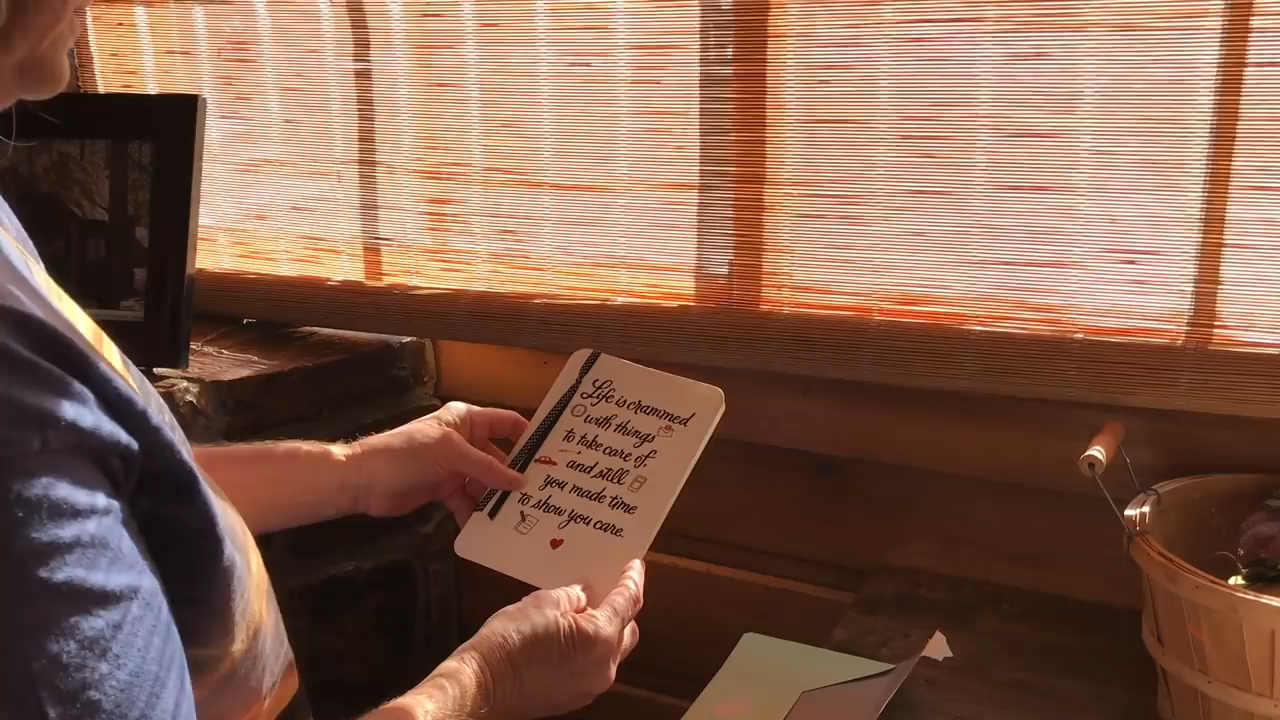 Life is crammed
with things
to take care of,
and still
you made time
to show you care.